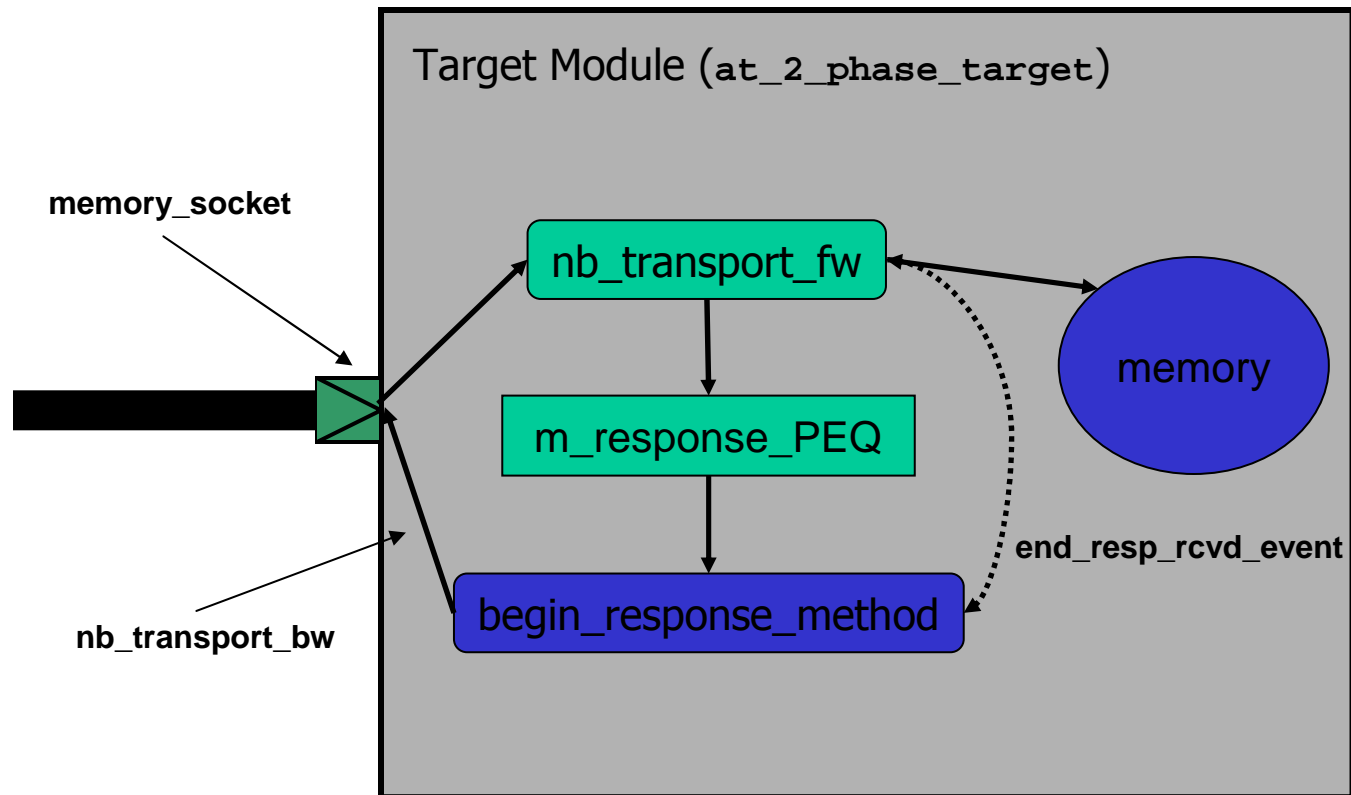 Target Module (at_2_phase_target)
memory_socket
nb_transport_fw
memory
m_response_PEQ
end_resp_rcvd_event
begin_response_method
nb_transport_bw